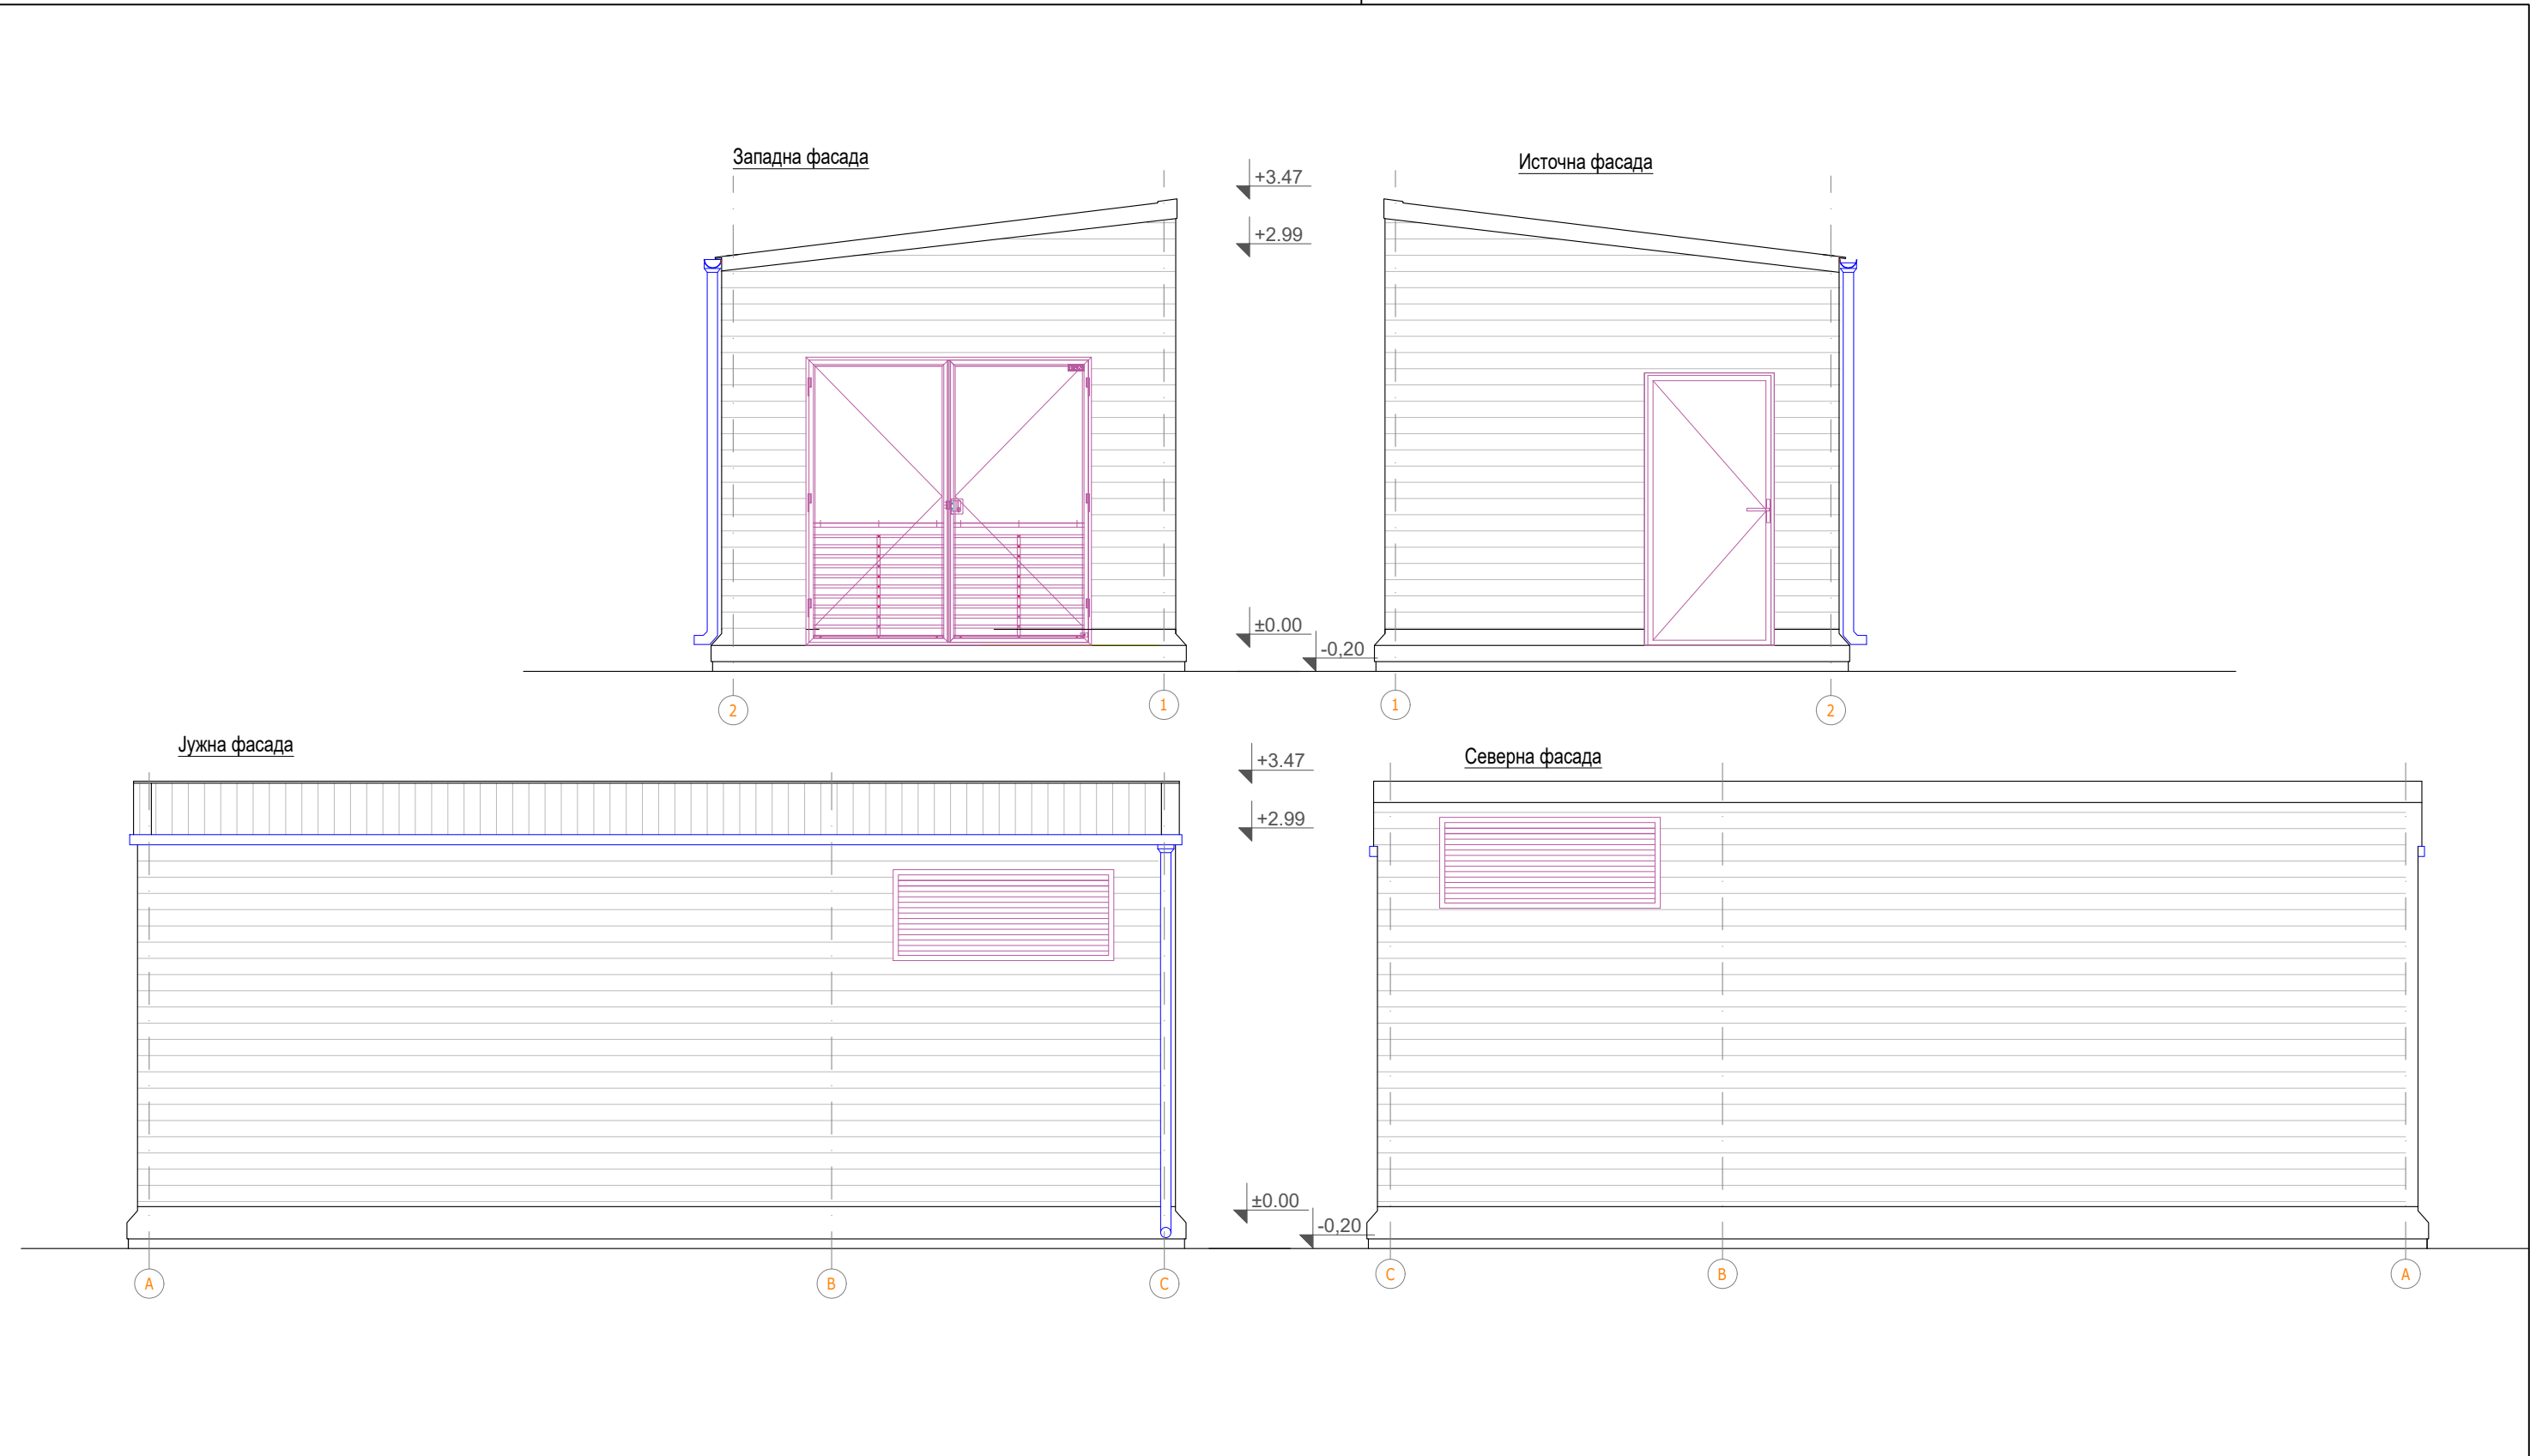 Западна фасада
Источна фасада
+3.47
+2.99
±0.00
-0,20
2
1
1
2
Јужна фасада
Северна фасада
+3.47
+2.99
±0.00
-0,20
A
B
C
C
B
A